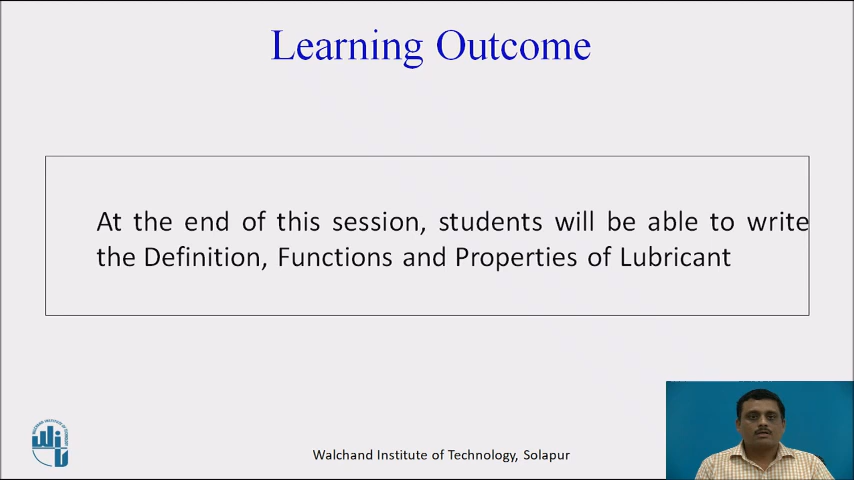 Learning Outcome
At the end of this session, students will be able to write
the Definition, Functions and Properties of Lubricant
Walchand Institute of Technology, Solapur